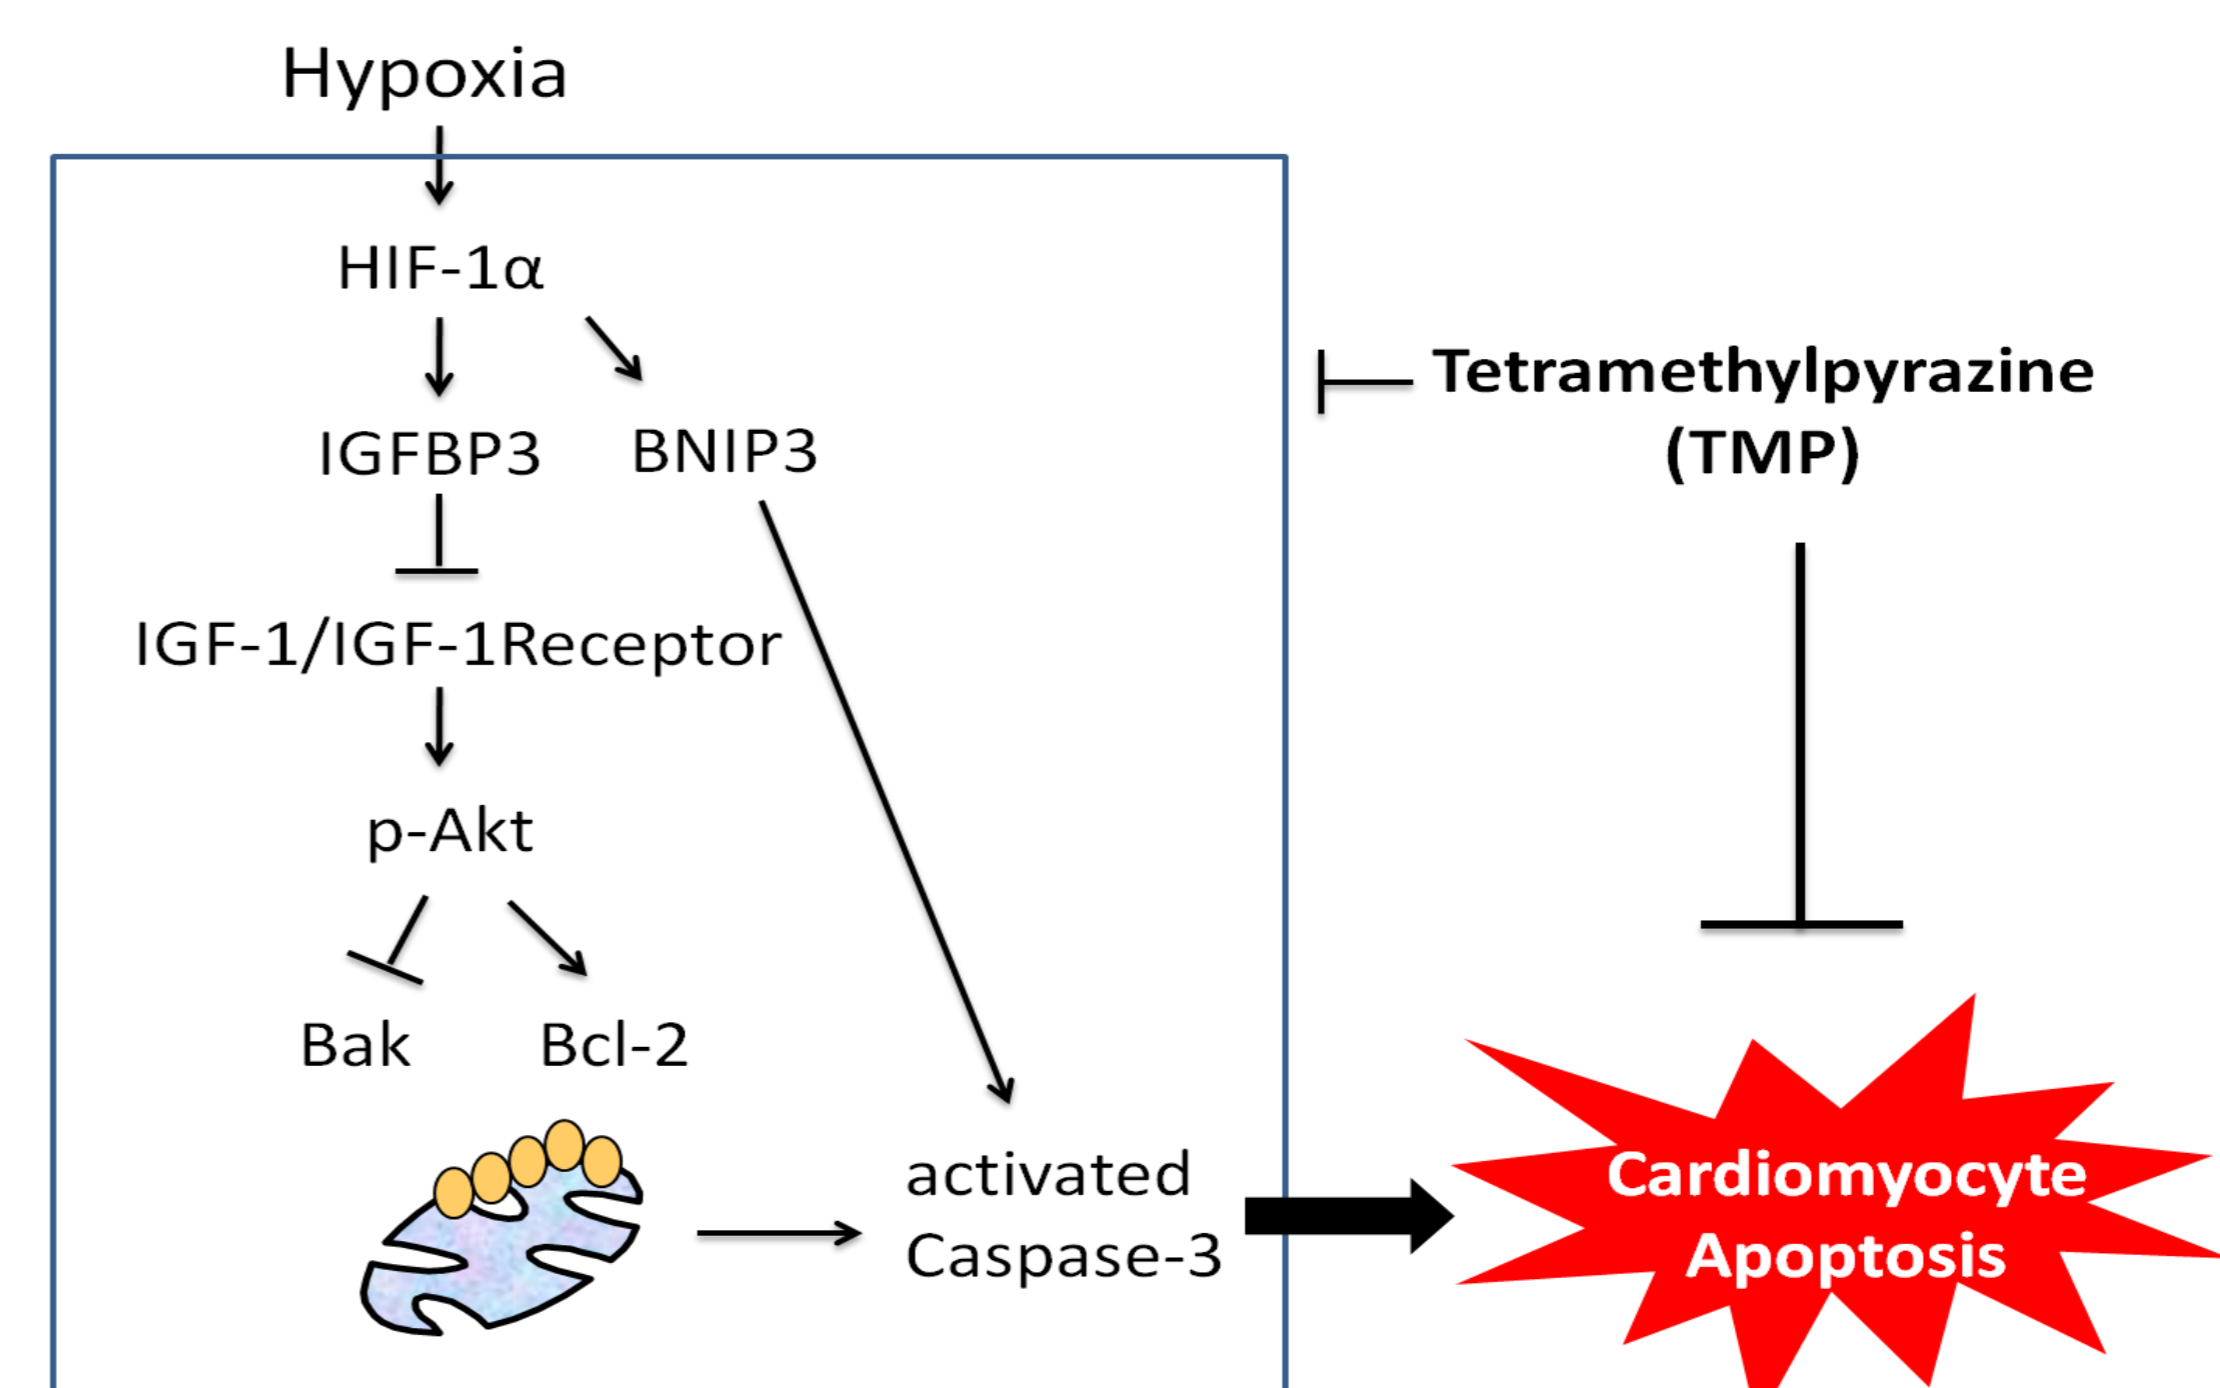 Hypoxia
HIF-1α
IGFBP3
BNIP3
IGF-1/IGF-1Receptor
p-Akt
Bak
Bcl-2
activated
Caspase-3
Tetramethylpyrazine
(TMP)
Cardiomyocyte
Apoptosis